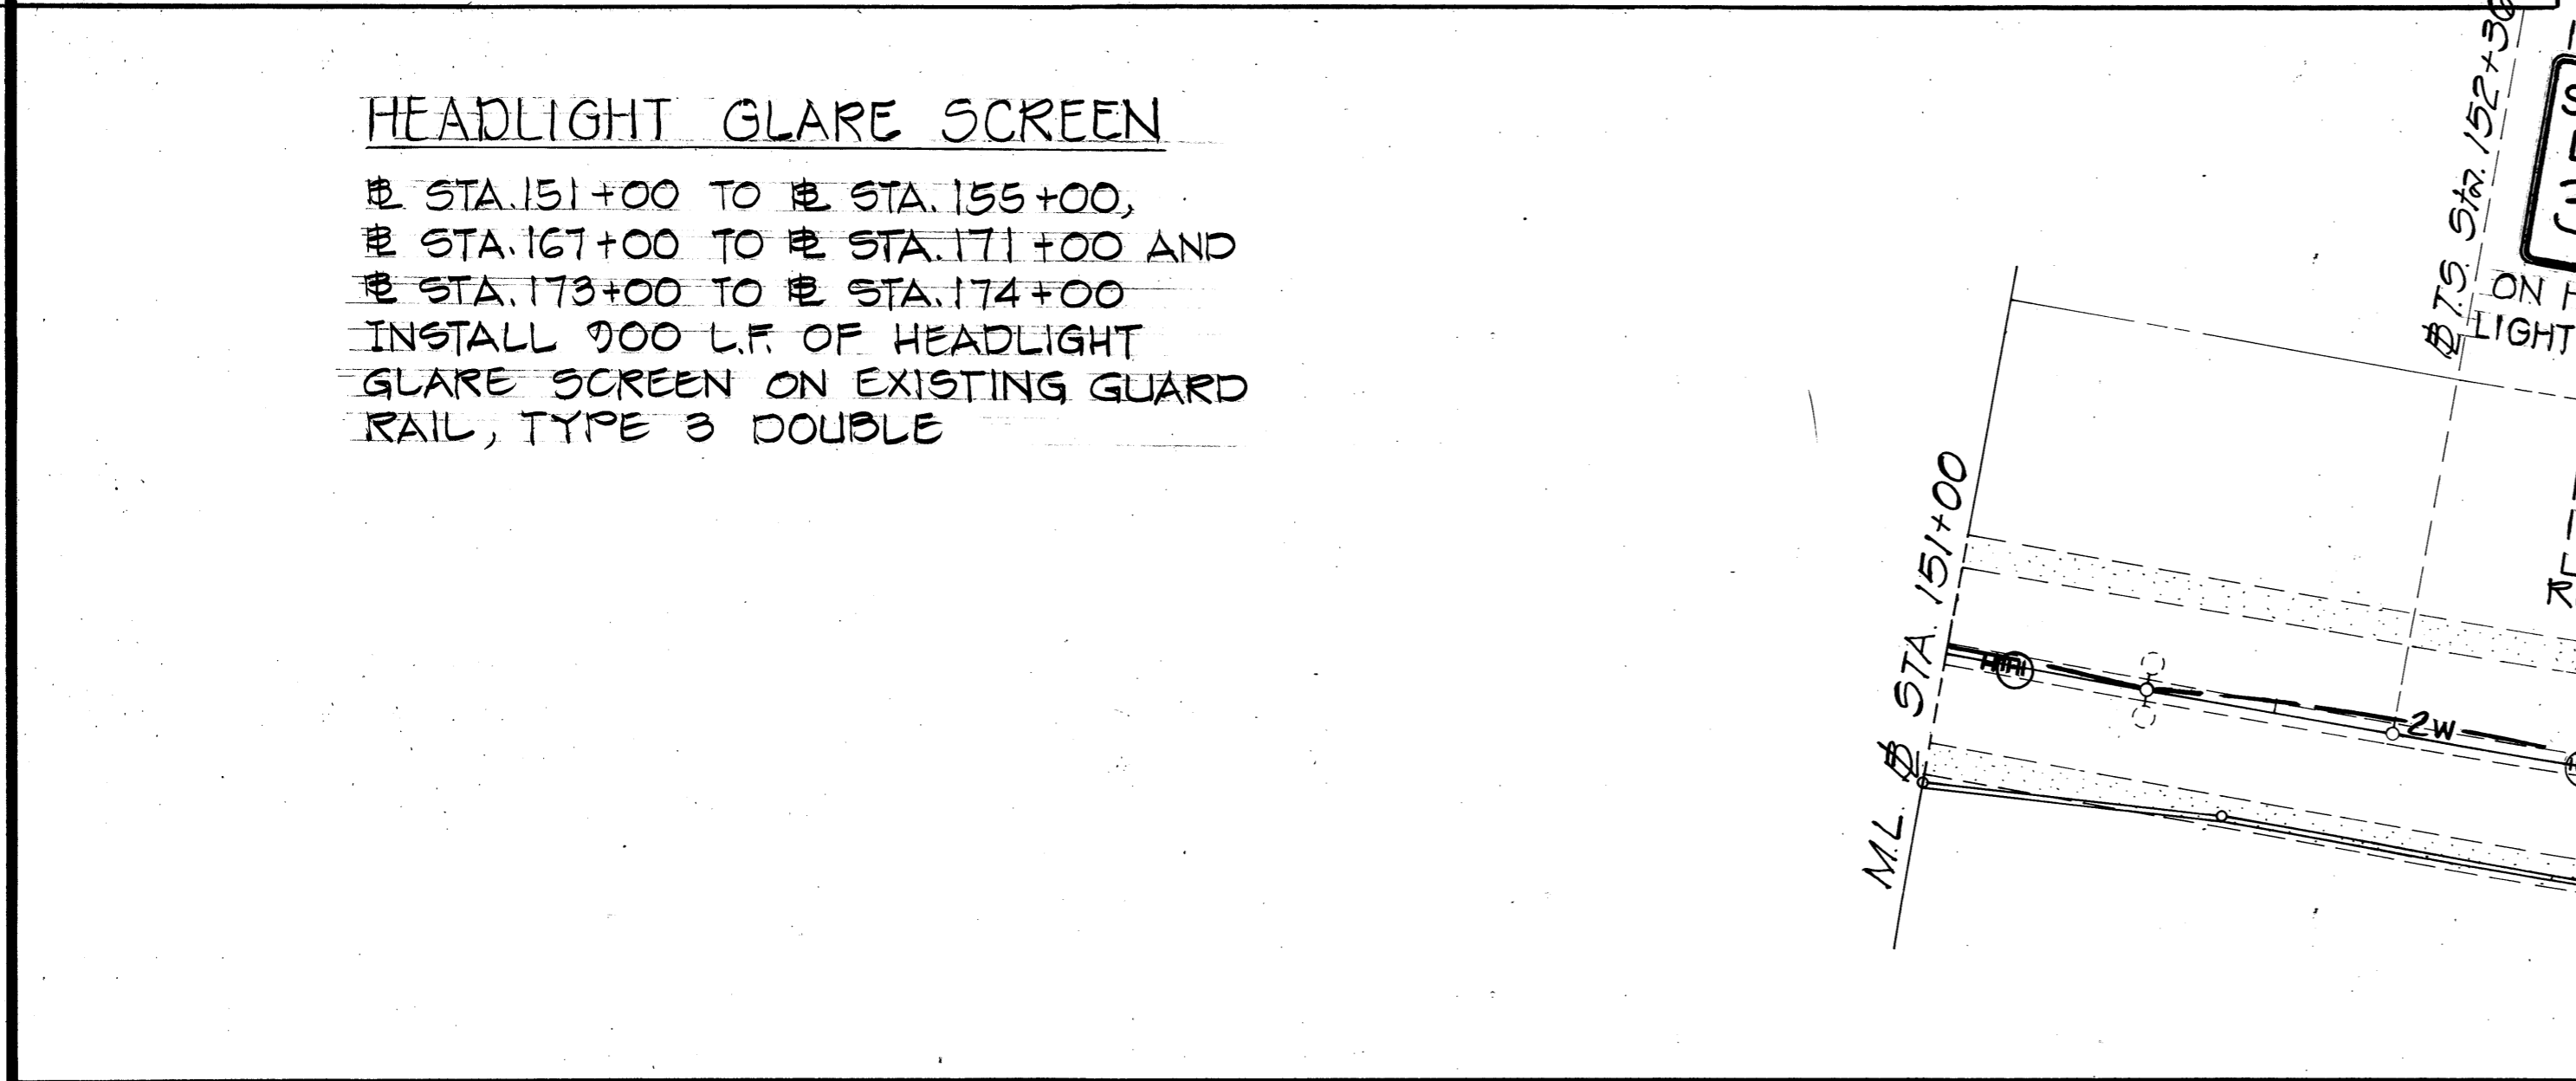 HEADLIGHT GLARE SCREEN
℄ STA. 151+00 TO ℄ STA. 155+00,
℄ STA. 167+00 TO ℄ STA. 171+00 AND
℄ STA. 173+00 TO ℄ STA. 174+00
INSTALL 900 L.F. OF HEADLIGHT
GLARE SCREEN ON EXISTING GUARD
RAIL, TYPE 3 DOUBLE
M.L. ℄ STA. 151+00
℄ T.S. Sta. 152+36
ON H
LIGHT
2W